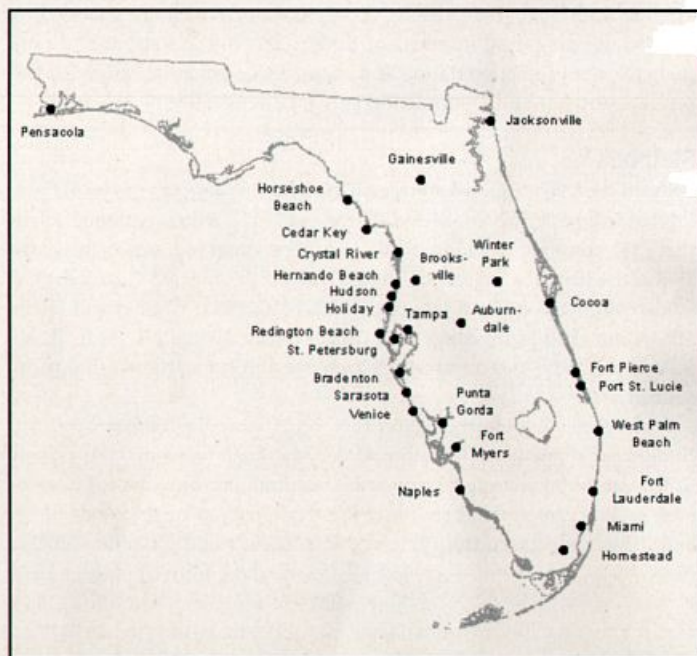 Pensacola
Jacksonville
Gainesville
Horseshoe
Beach
Cedar Key
Crystal River
Hernando Beach
Hudson
Holiday
Brooks-
ville
Winter
Park
Cocoa
Tampa
Auburn-
dale
Redington Beach
St. Petersburg
Bradenton
Sarasota
Venice
Punta
Gorda
Fort Pierce
Port St. Lucie
West Palm
Beach
Fort
Myers
Naples
Fort
Lauderdale
Miami
Homestead